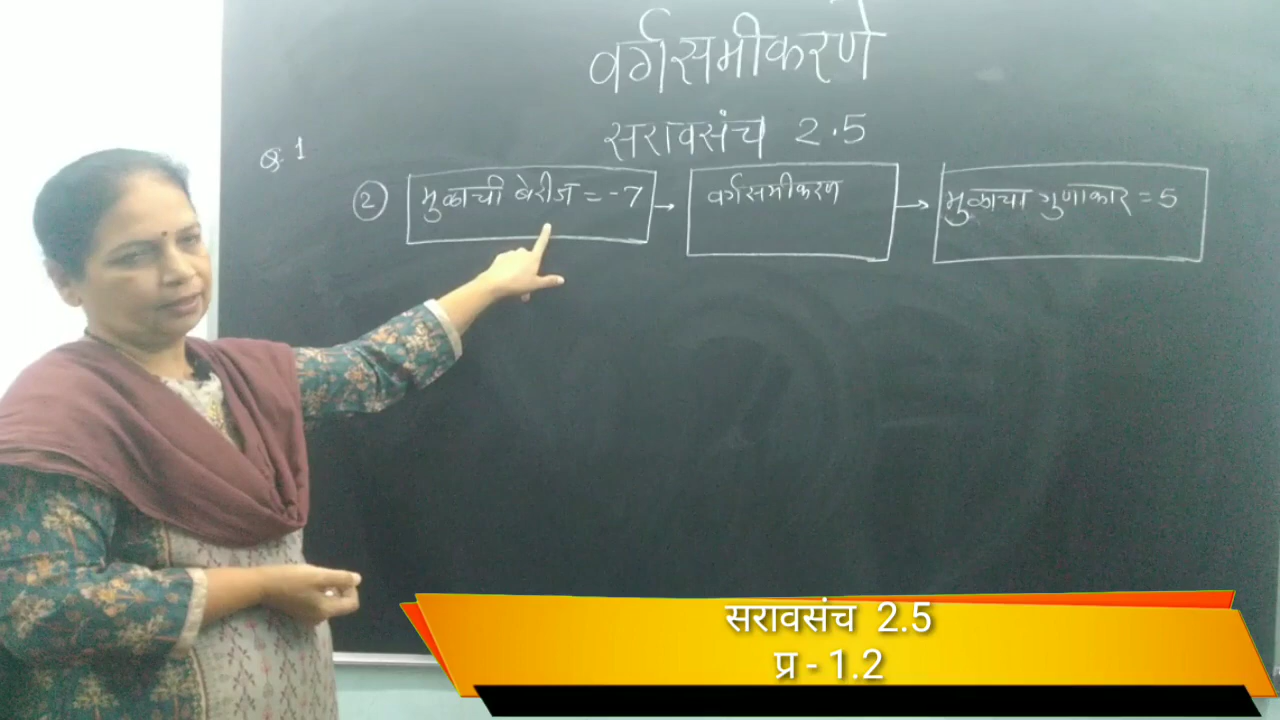 वर्गसमीकरणे
सरावसंच 2.5
Q. 1
2 मुळाची बेरीज = -7 → वर्गसमीकरण → मुळाचा गुणाकार = 5
सरावसंच 2.5
प्र - 1.2